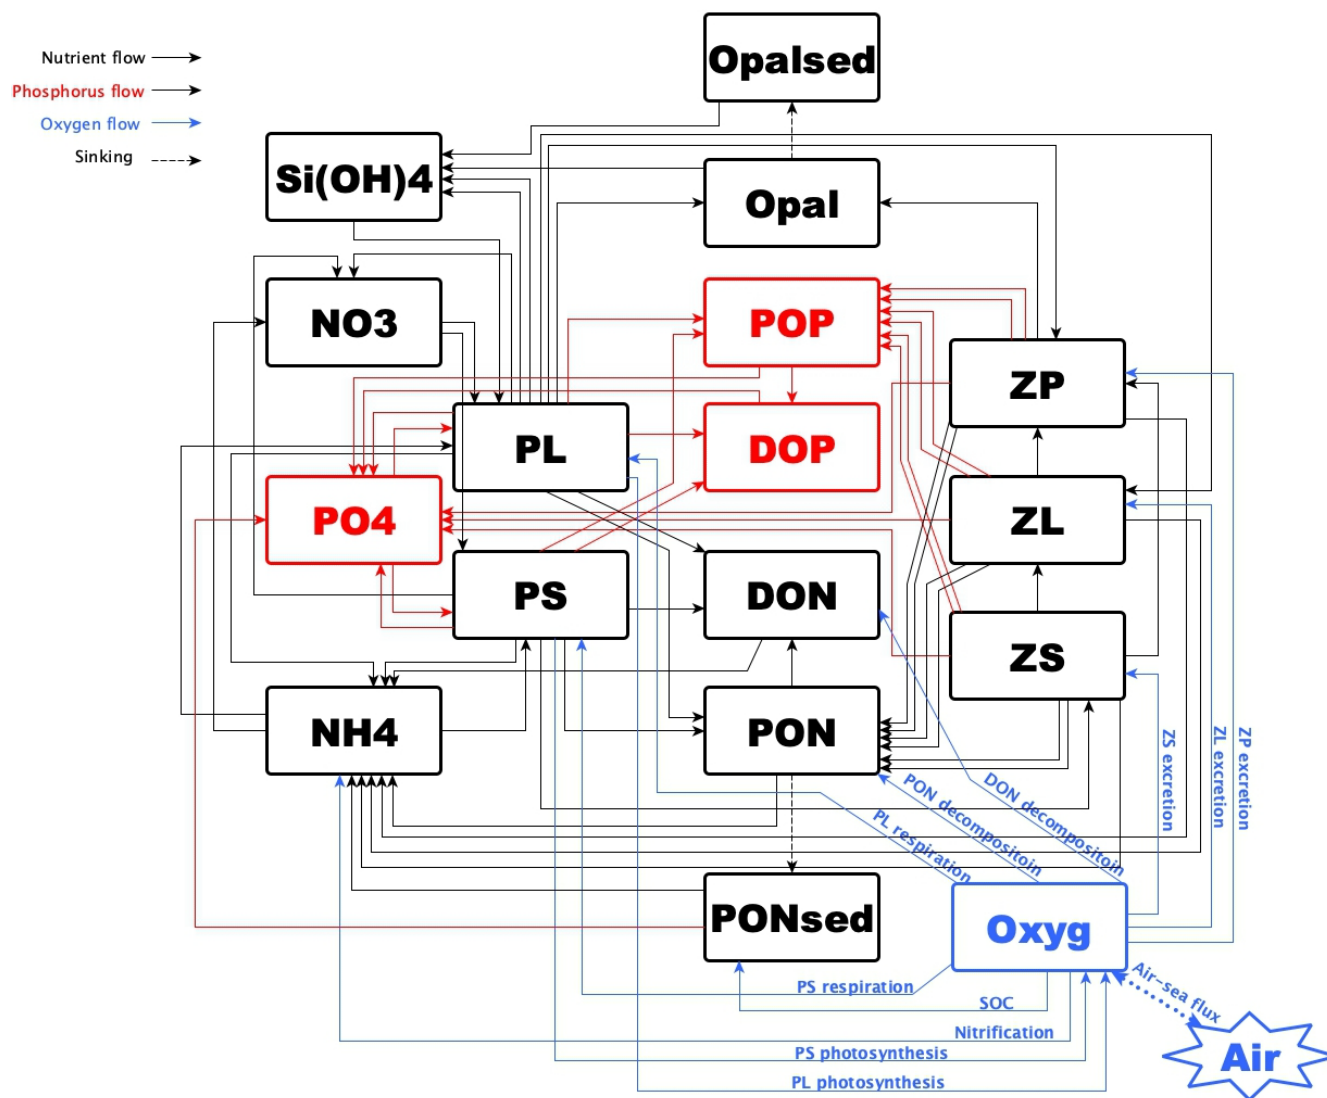 Nutrient flow
Phosphorus flow
Oxygen flow
Sinking
Opalsed
Si(OH)4
Opal
NO3
POP
ZP
PL
DOP
PO4
ZL
PS
DON
ZS
NH4
PON
ZS excretion
ZL excretion
ZP excretion
PL respiration
PON decompositoin
DON decompositoin
PONsed
Oxyg
PS respiration
SOC
Air-sea flux
Nitrification
PS photosynthesis
Air
PL photosynthesis